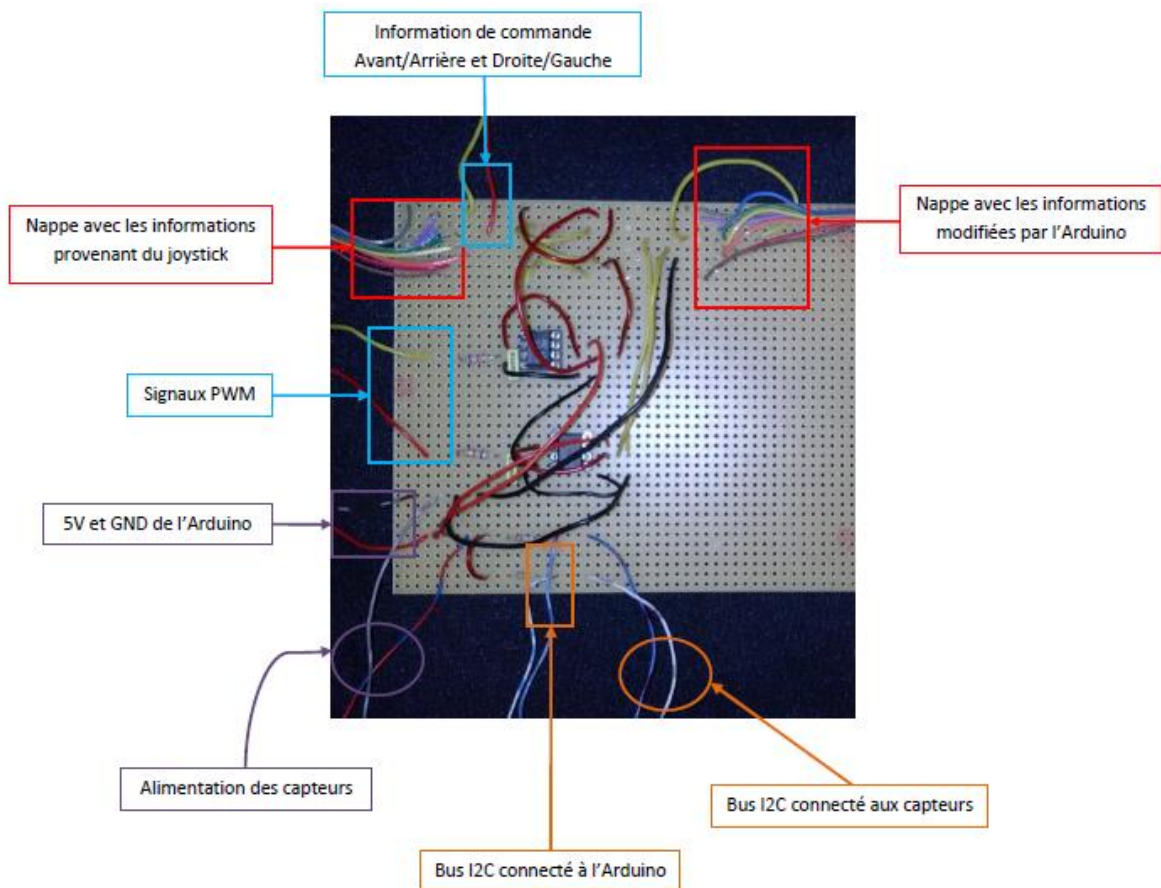 Information de commande
Avant/Arrière et Droite/Gauche
Nappe avec les informations
provenant du joystick
Nappe avec les informations
modifiées par l'Arduino
Signaux PWM
5V et GND de l'Arduino
Alimentation des capteurs
Bus I2C connecté aux capteurs
Bus I2C connecté à l'Arduino